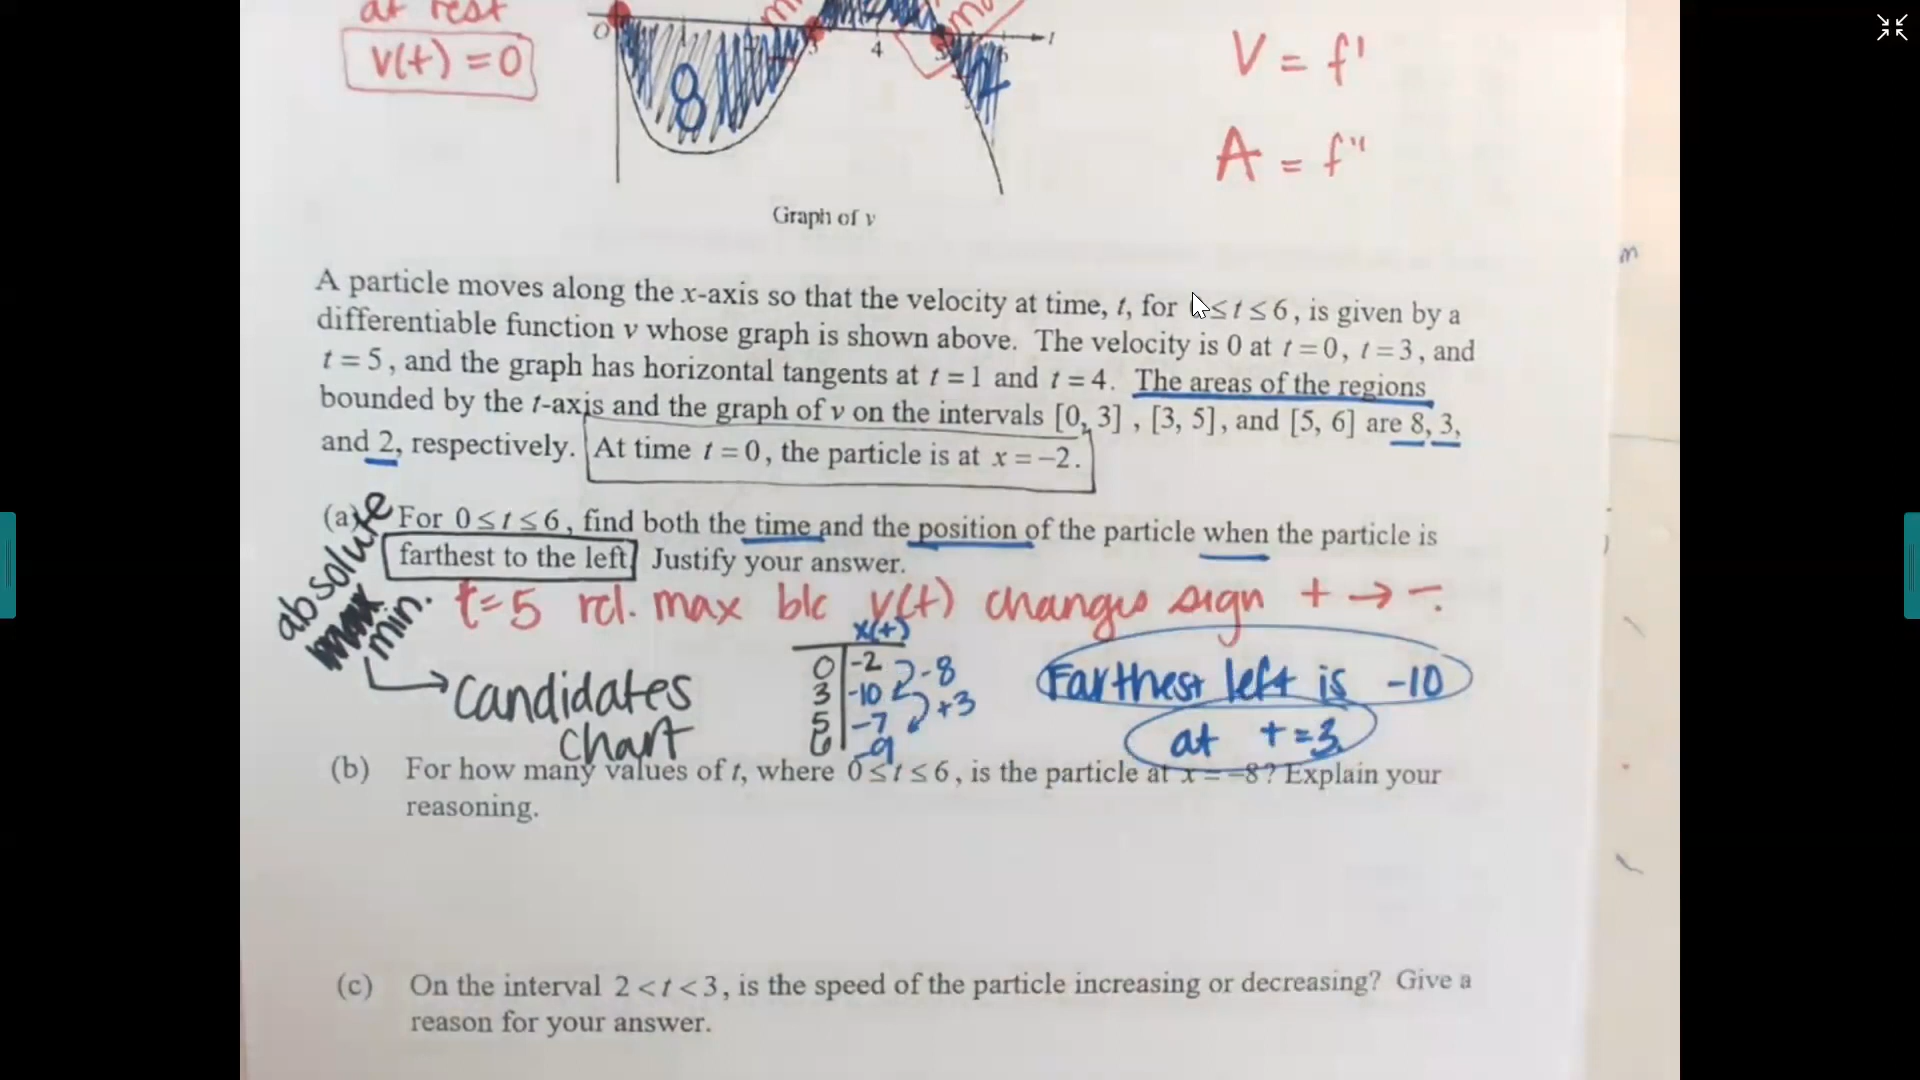 at rest
v(t) = 0
0
3
4
5
6
t
8
2
V = f'
A = f"
Graph of v
m
A particle moves along the x-axis so that the velocity at time, t, for ≤ t ≤ 6, is given by a
differentiable function v whose graph is shown above. The velocity is 0 at t = 0, t = 3, and
t = 5, and the graph has horizontal tangents at t = 1 and t = 4. The areas of the regions
bounded by the t-axis and the graph of v on the intervals [0, 3], [3, 5], and [5, 6] are 8, 3,
and 2, respectively. At time t = 0, the particle is at x = -2.
(a) For 0 ≤ t ≤ 6, find both the time and the position of the particle when the particle is
farthest to the left. Justify your answer.
absolute
max
min.
t=5 rel. max b/c v(t) changes sign + → -.
Candidates
chart
x(t)
0 -2 -8
3 -10 +3
5 -7
6 -9
Farthest left is -10
at t=3
(b) For how many values of t, where 0 ≤ t ≤ 6, is the particle at x = -8? Explain your
reasoning.
(c) On the interval 2 < t < 3, is the speed of the particle increasing or decreasing? Give a
reason for your answer.